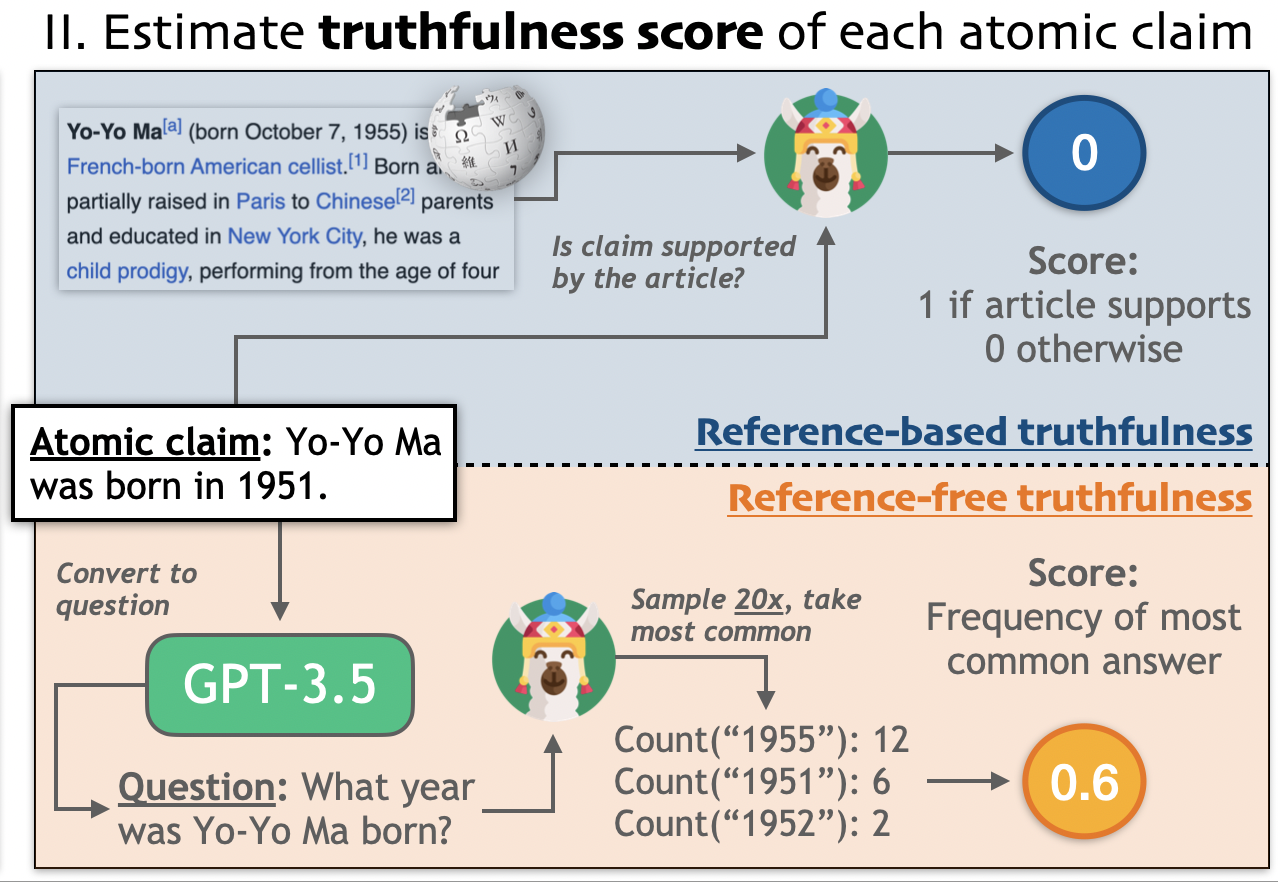 II. Estimate truthfulness score of each atomic claim
Yo-Yo Ma[a] (born October 7, 1955) is
French-born American cellist.[1] Born a
partially raised in Paris to Chinese[2] parents
and educated in New York City, he was a
child prodigy, performing from the age of four
Ω W И 維
Is claim supported
by the article?
0
Score:
1 if article supports
0 otherwise
Reference-based truthfulness
Atomic claim: Yo-Yo Ma
was born in 1951.
Reference-free truthfulness
Convert to
question
GPT-3.5
Question: What year
was Yo-Yo Ma born?
Sample 20x, take
most common
Count(“1955”): 12
Count(“1951”): 6
Count(“1952”): 2
Score:
Frequency of most
common answer
0.6